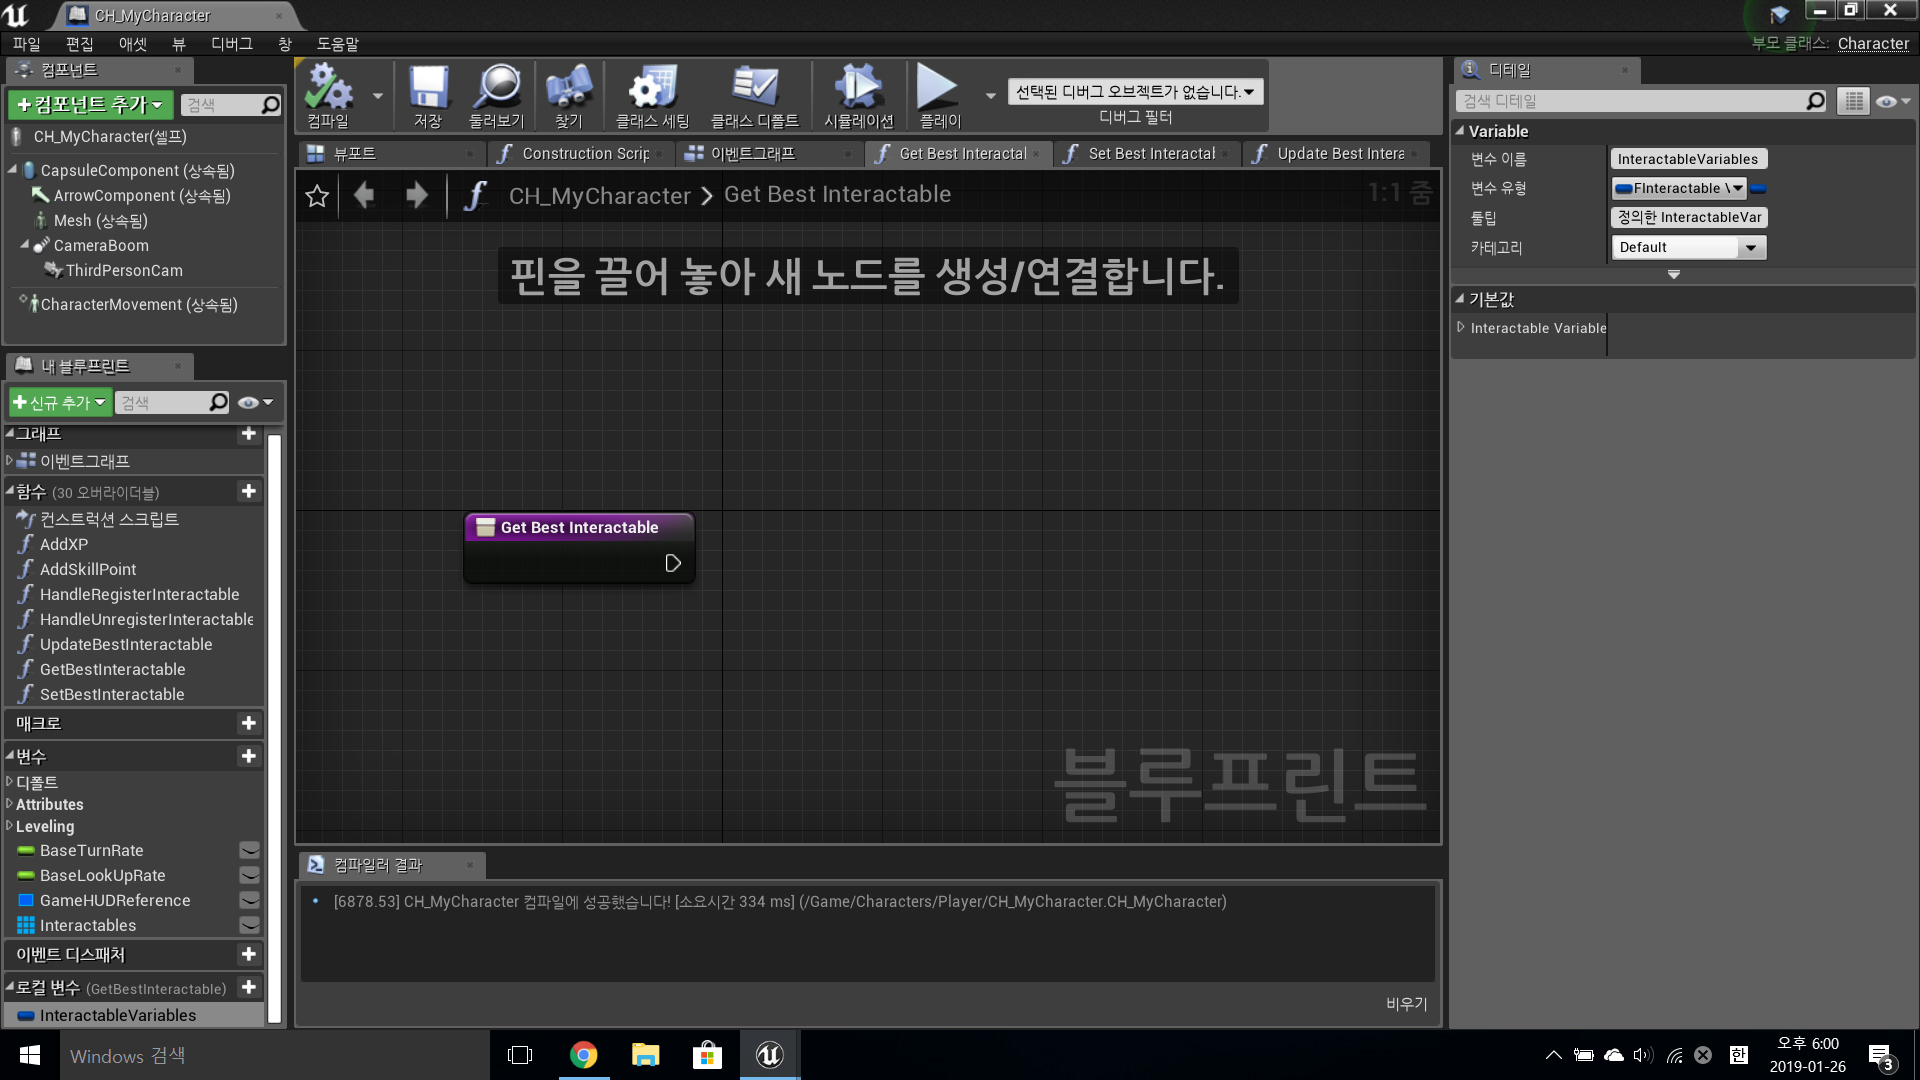 CH_MyCharacter
파일 편집 애셋 뷰 디버그 창 도움말
부모 클래스: Character
컴포넌트
+컴포넌트 추가
검색
CH_MyCharacter(셀프)
CapsuleComponent (상속됨)
ArrowComponent (상속됨)
Mesh (상속됨)
CameraBoom
ThirdPersonCam
CharacterMovement (상속됨)
내 블루프린트
+신규 추가
검색
그래프
이벤트그래프
함수 (30 오버라이더블)
컨스트럭션 스크립트
AddXP
AddSkillPoint
HandleRegisterInteractable
HandleUnregisterInteractable
UpdateBestInteractable
GetBestInteractable
SetBestInteractable
매크로
변수
디폴트
Attributes
Leveling
BaseTurnRate
BaseLookUpRate
GameHUDReference
Interactables
이벤트 디스패처
로컬 변수 (GetBestInteractable)
InteractableVariables
컴파일
저장
둘러보기
찾기
클래스 세팅
클래스 디폴트
시뮬레이션
플레이
선택된 디버그 오브젝트가 없습니다.
디버그 필터
뷰포트
Construction Scrip
이벤트그래프
Get Best Interactal
Set Best Interactal
Update Best Intera
CH_MyCharacter > Get Best Interactable
1:1 줌
핀을 끌어 놓아 새 노드를 생성/연결합니다.
Get Best Interactable
블루프린트
컴파일러 결과
[6878.53] CH_MyCharacter 컴파일에 성공했습니다! [소요시간 334 ms] (/Game/Characters/Player/CH_MyCharacter.CH_MyCharacter)
비우기
디테일
검색 디테일
Variable
변수 이름 InteractableVariables
변수 유형 FInteractable V
툴팁 정의한 InteractableVar
카테고리 Default
기본값
Interactable Variable
Windows 검색
한
오후 6:00
2019-01-26
3